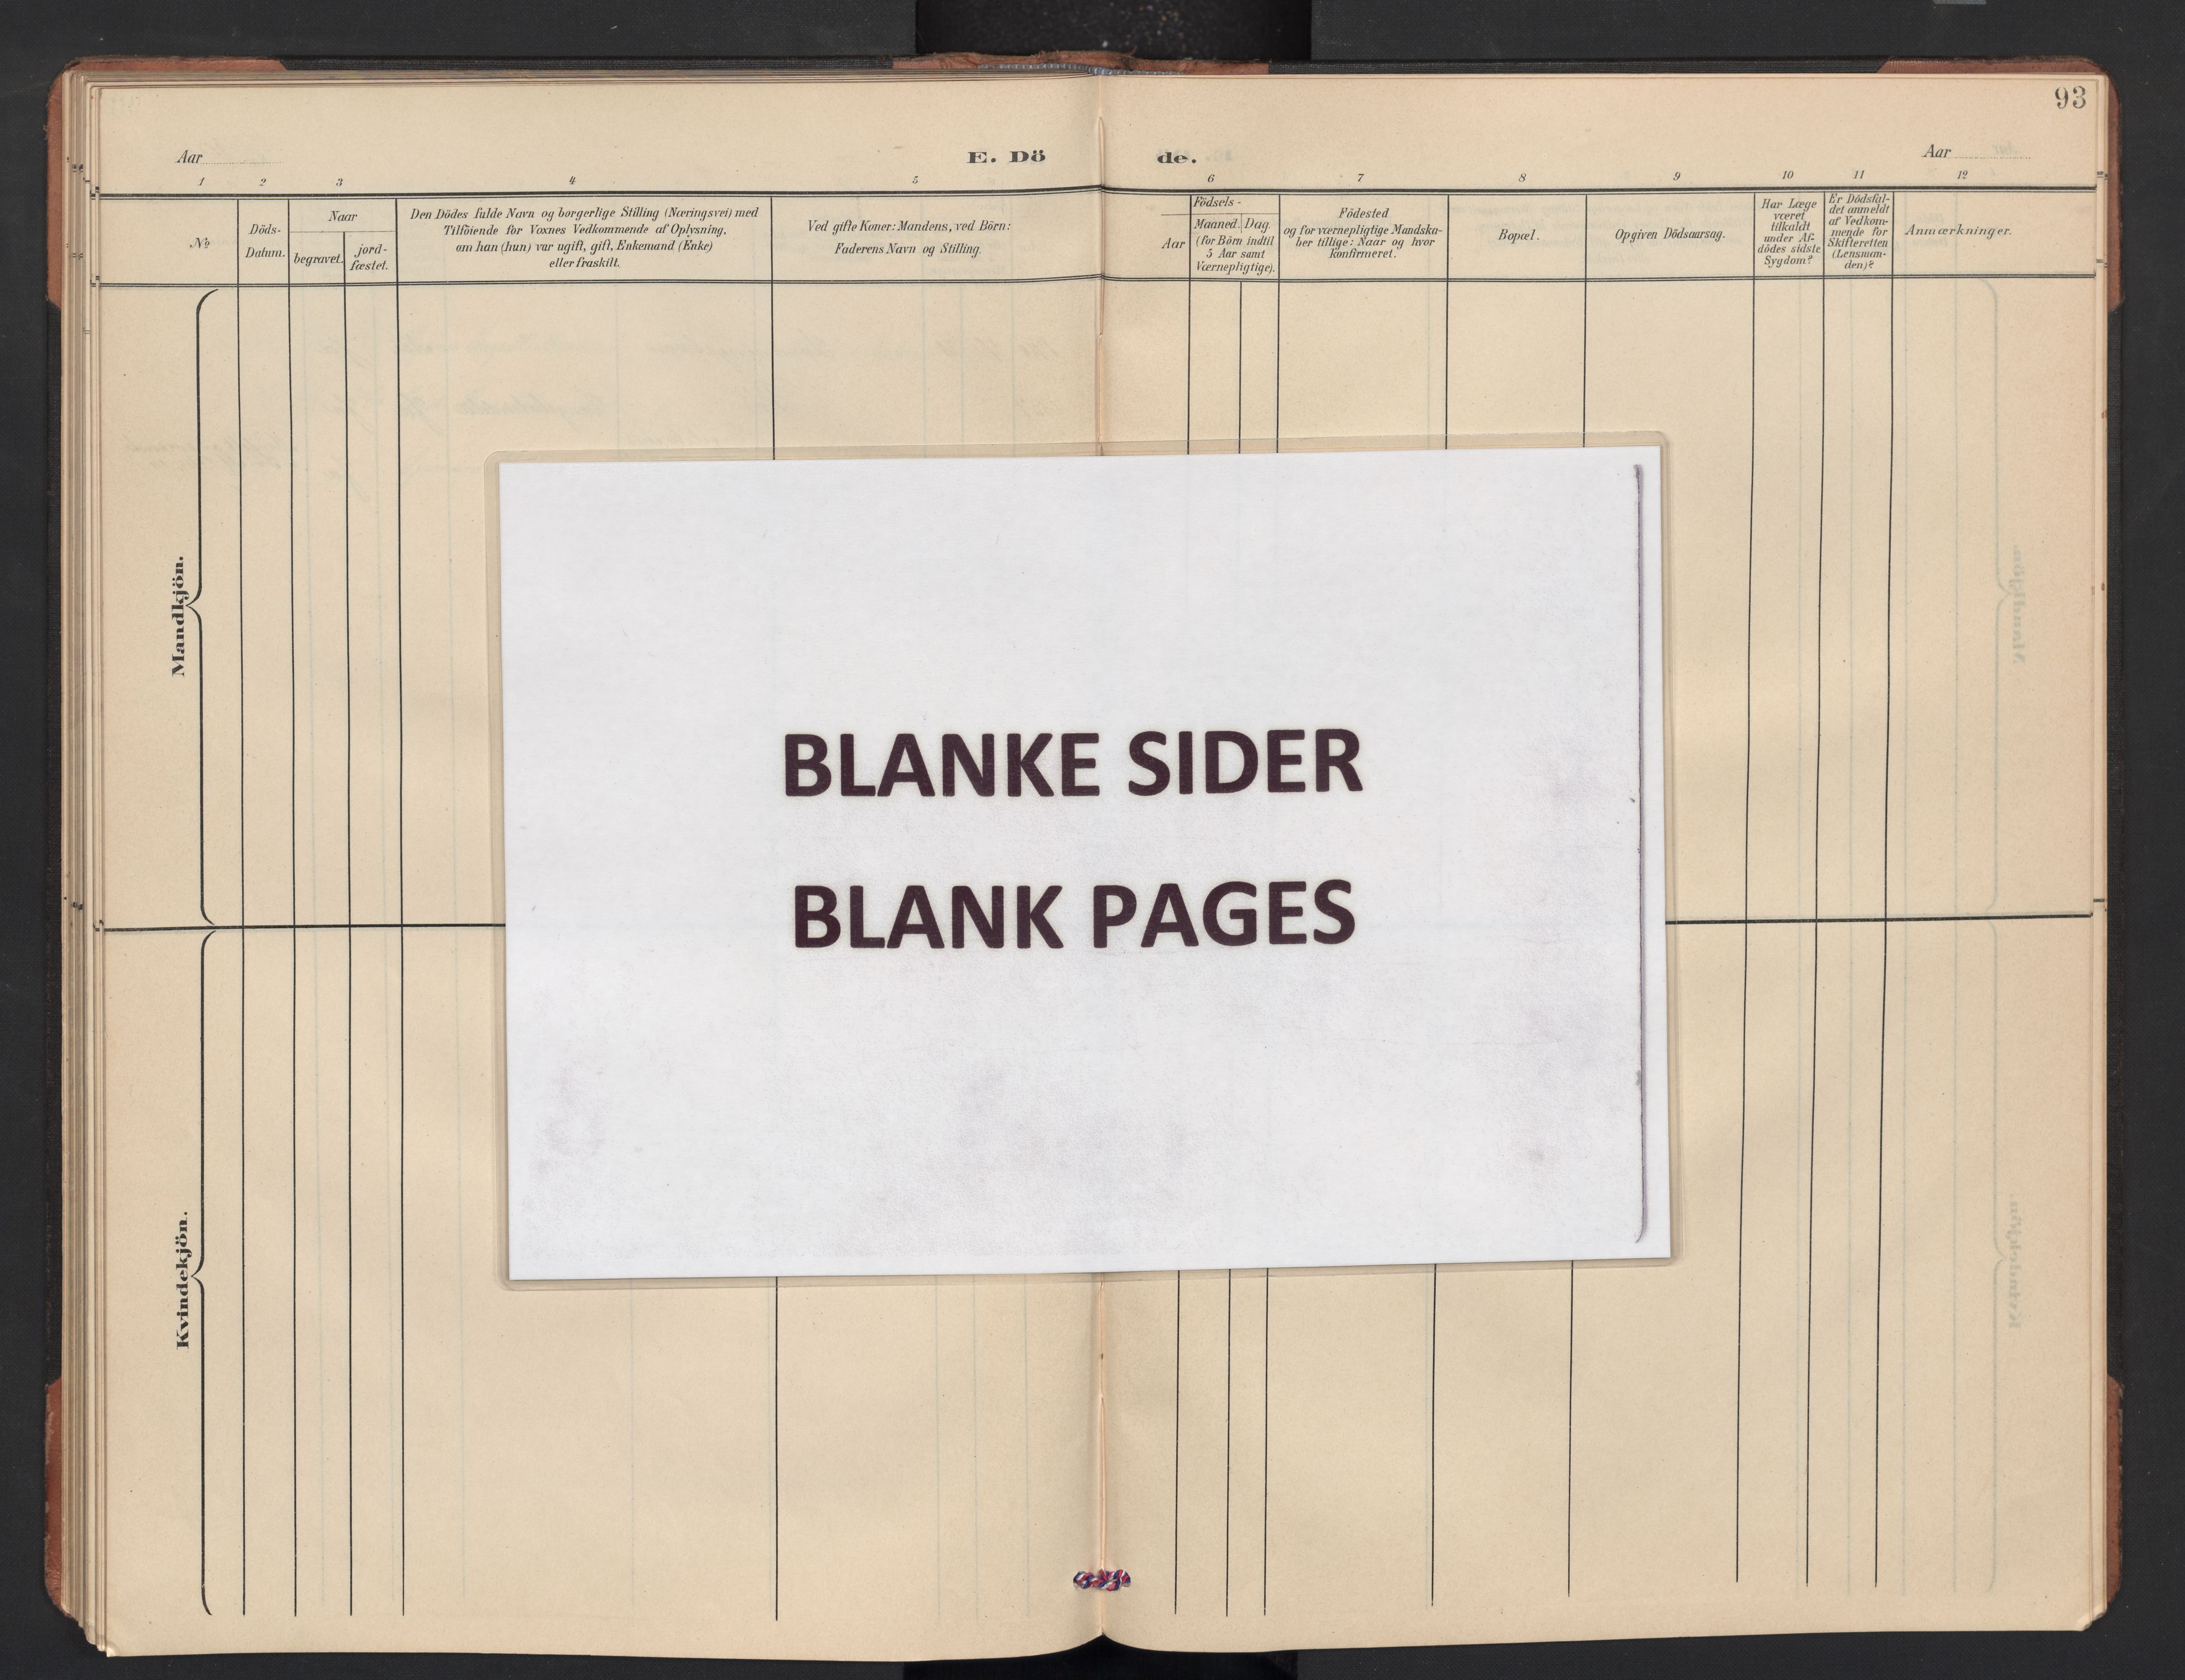 93
Aar
E. Dö de.
Aar
1 2 3 4 5 6 7 8 9 10 11 12
№
Döds-
Datum.
Naar
begravet.
jord-
fæstet.
Den Dödes fulde Navn og borgerlige Stilling (Næringsvei) med
Tilföiende for Voxnes Vedkommende af Oplysning,
om han (hun) var ugift, gift, Enkemand (Enke)
eller fraskilt.
Ved gifte Koner: Mandens, ved Börn:
Faderens Navn og Stilling.
Födsels-
Aar
Maaned.
Dag.
(for Börn indtil
5 Aar samt
Værnepligtige).
Födested
og for værnepligtige Mandska-
ber tillige: Naar og hvor
konfirmeret.
Bopæl.
Opgiven Dödsaarsag.
Har Læge
været
tilkaldt
under Af-
dödes sidste
Sygdom?
Er Dödsfal-
det anmeldt
af Vedkom-
mende for
Skifteretten
(Lensman-
den)?
Anmærkninger.
Mandkjön.
BLANKE SIDER
BLANK PAGES
Kvindekjön.